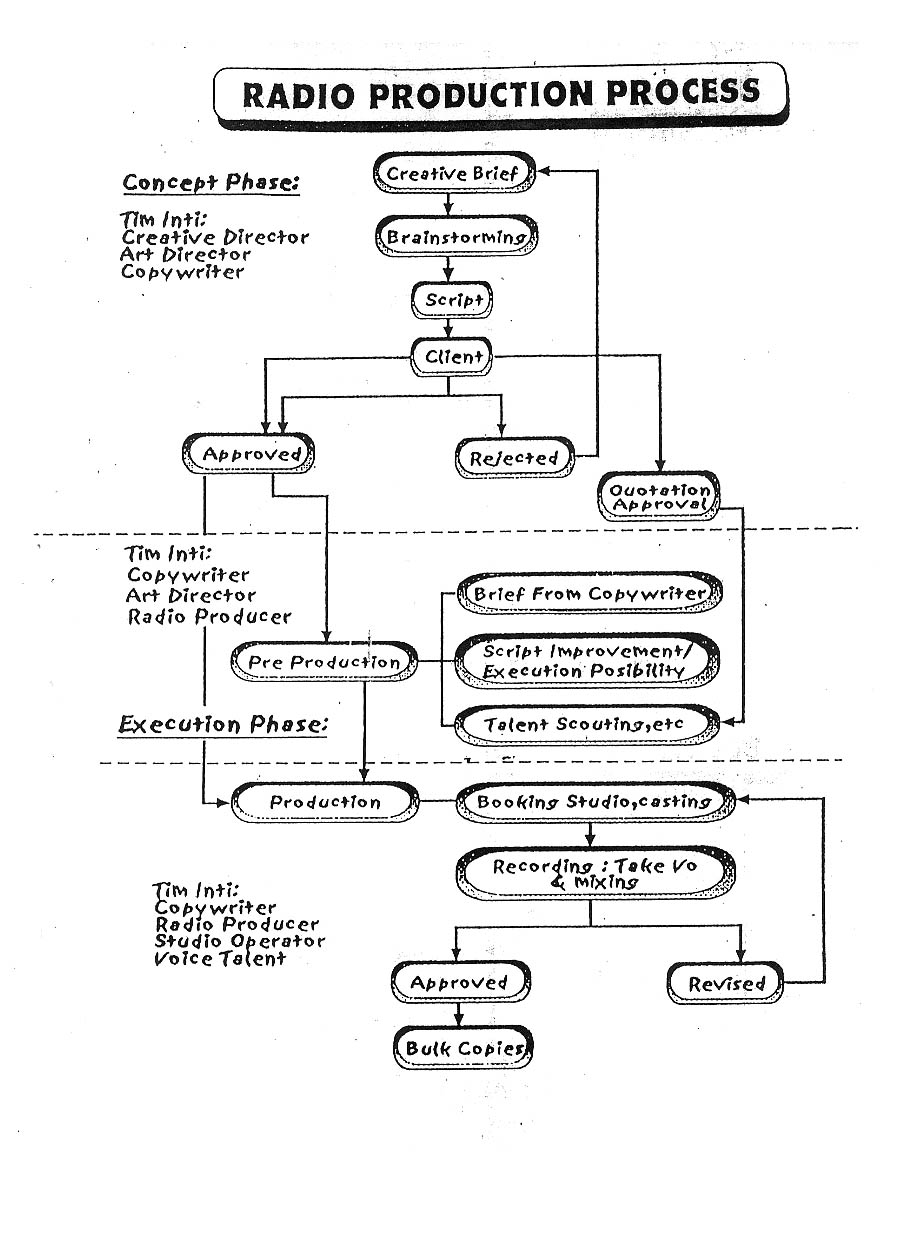 RADIO PRODUCTION PROCESS
Creative Brief
Concept Phase:
Tim Inti:
Creative Director
Art Director
Copywriter
Brainstorming
Script
Client
Approved
Rejected
Quotation
Approval
Tim Inti:
Copywriter
Art Director
Radio Producer
Brief From Copywriter
Pre Production
Script Improvement/
Execution Posibility
Execution Phase:
Talent Scouting,etc
Production
Booking Studio,casting
Recording : Take Vo
& mixing
Tim Inti:
Copywriter
Radio Producer
Studio Operator
Voice Talent
Approved
Revised
Bulk Copies